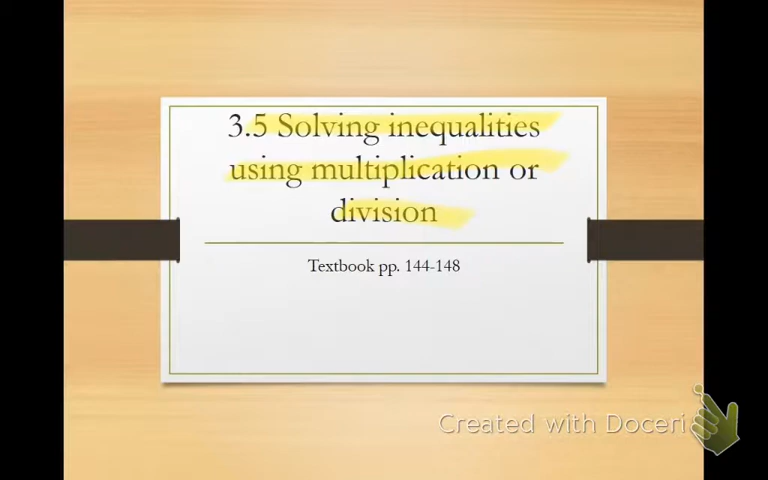 3.5 Solving inequalities
using multiplication or
division
Textbook pp. 144-148
Created with Doceri